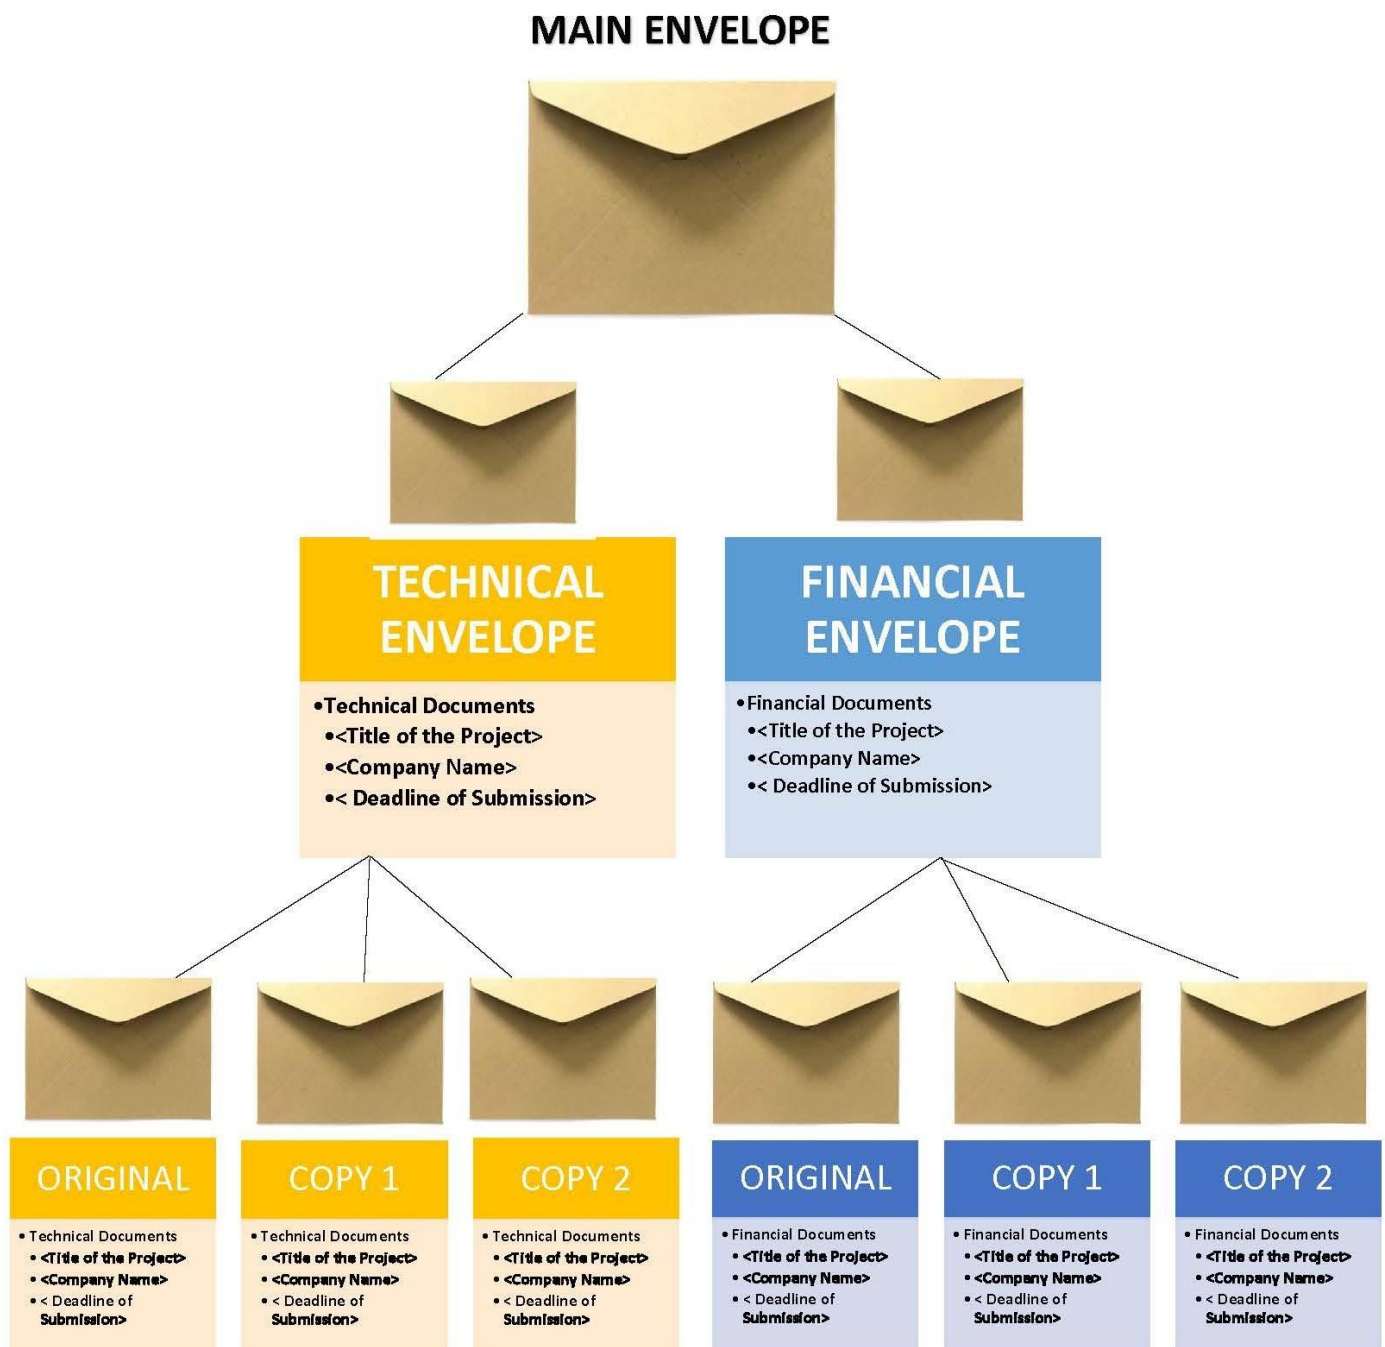 MAIN ENVELOPE
TECHNICAL
ENVELOPE
•Technical Documents
•<Title of the Project>
•<Company Name>
•< Deadline of Submission>
FINANCIAL
ENVELOPE
•Financial Documents
•<Title of the Project>
•<Company Name>
•< Deadline of Submission>
ORIGINAL
• Technical Documents
• <Title of the Project>
• <Company Name>
• < Deadline of
Submission>
COPY 1
• Technical Documents
• <Title of the Project>
• <Company Name>
• < Deadline of
Submission>
COPY 2
• Technical Documents
• <Title of the Project>
• <Company Name>
• < Deadline of
Submission>
ORIGINAL
• Financial Documents
• <Title of the Project>
• <Company Name>
• < Deadline of
Submission>
COPY 1
• Financial Documents
• <Title of the Project>
• <Company Name>
• < Deadline of
Submission>
COPY 2
• Financial Documents
• <Title of the Project>
• <Company Name>
• < Deadline of
Submission>